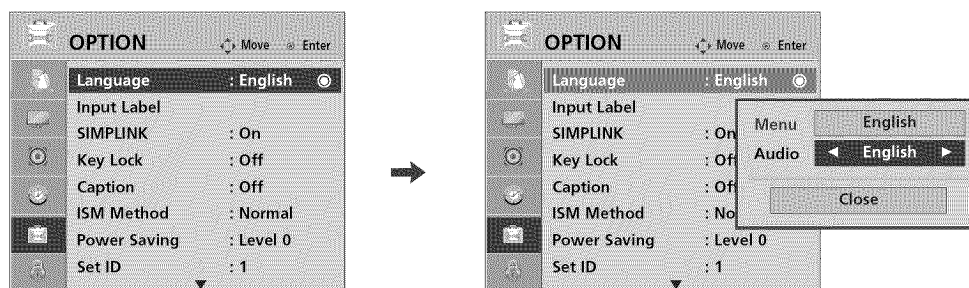 OPTION Move Enter
Language : English
Input Label
SIMPLINK : On
Key Lock : Off
Caption : Off
ISM Method : Normal
Power Saving : Level 0
Set ID : 1
OPTION Move Enter
Language : English
Input Label
SIMPLINK : On
Key Lock : Off
Caption : Off
ISM Method : No
Power Saving : Level 0
Set ID : 1
Menu English
Audio ◄ English ►
Close